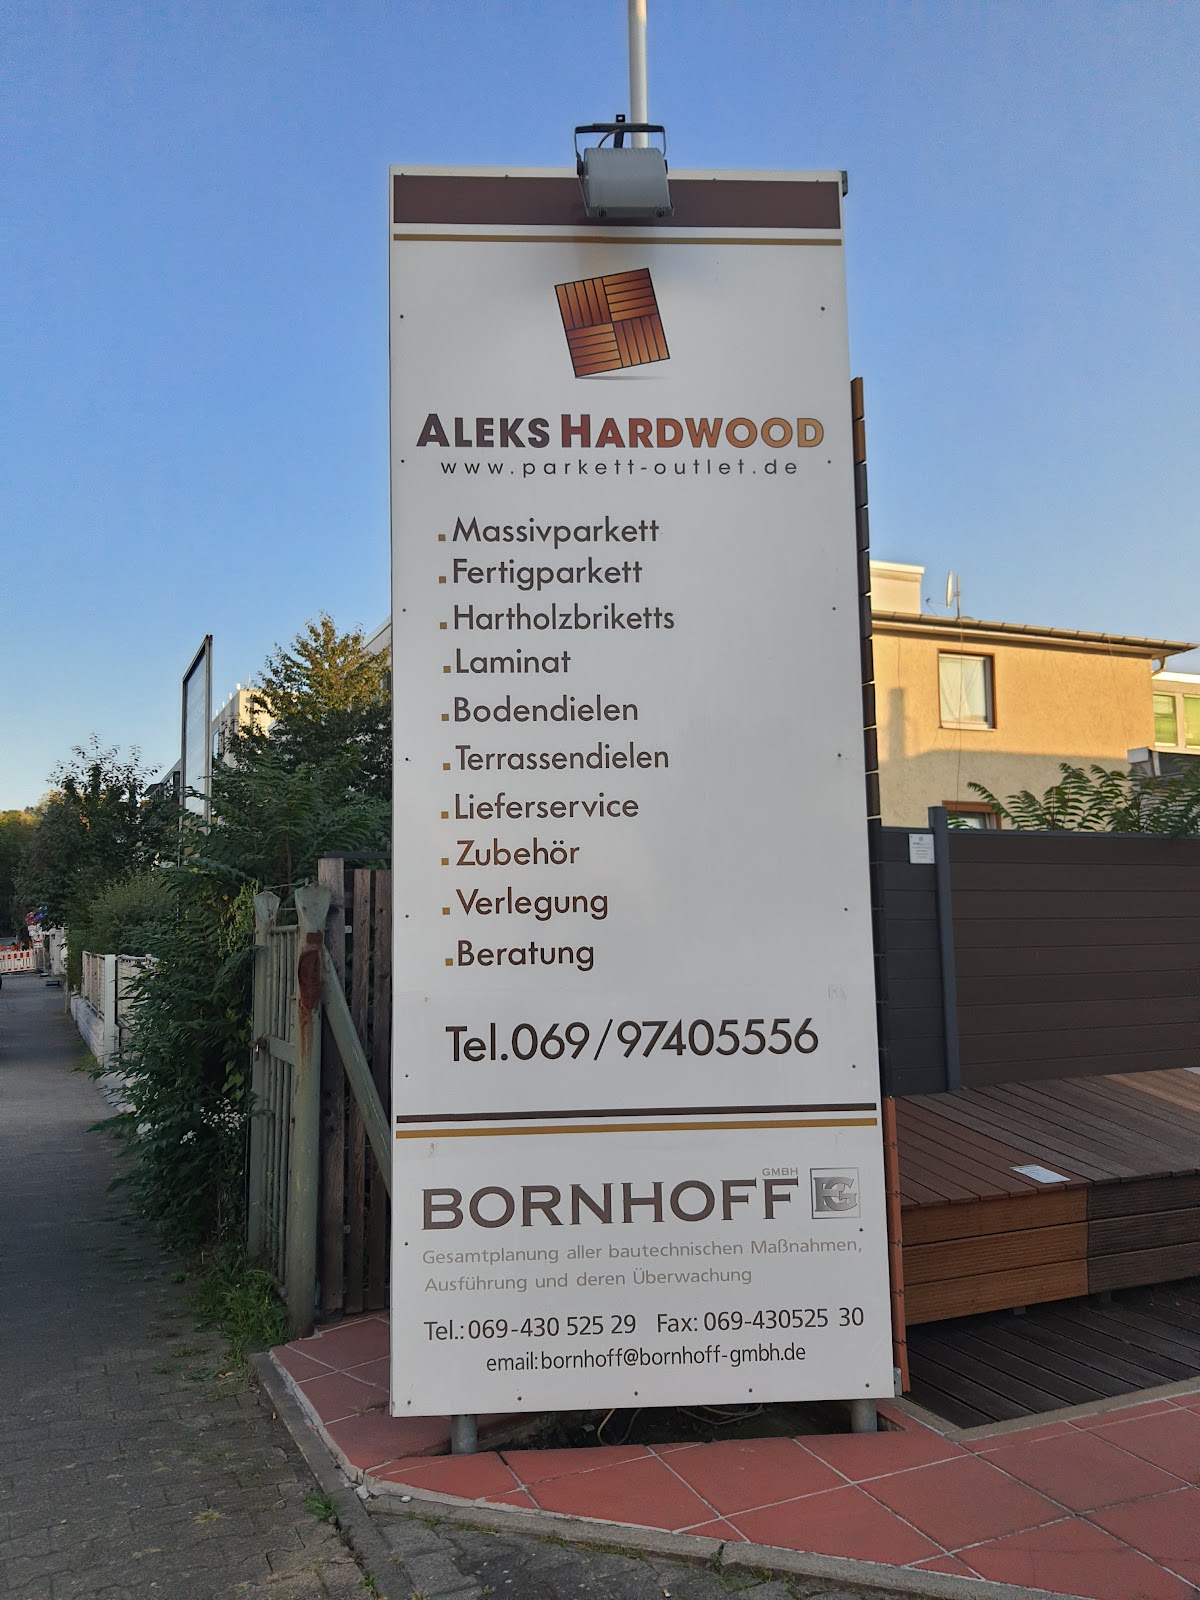 ALEKS HARDWOOD
www.parkett-outlet.de
Massivparkett
Fertigparkett
Hartholzbriketts
Laminat
Bodendielen
Terrassendielen
Lieferservice
Zubehör
Verlegung
Beratung
Tel.069/97405556
BORNHOFF GMBH
Gesamtplanung aller bautechnischen Maßnahmen,
Ausführung und deren Überwachung
Tel.:069-430 525 29 Fax: 069-430525 30
email:bornhoff@bornhoff-gmbh.de